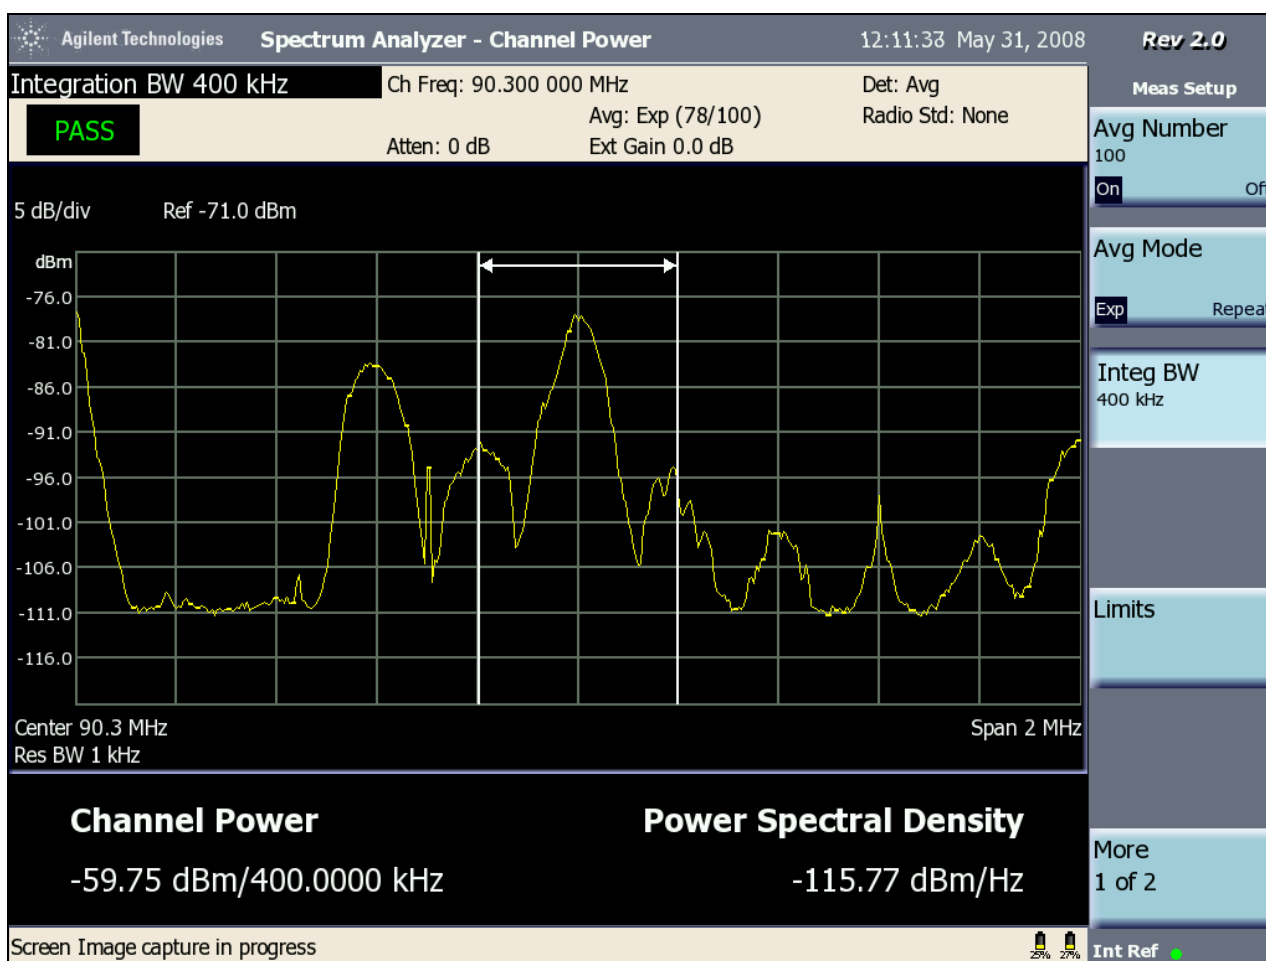 Agilent Technologies Spectrum Analyzer - Channel Power 12:11:33 May 31, 2008 Rev 2.0
Integration BW 400 kHz Ch Freq: 90.300 000 MHz Det: Avg
PASS Avg: Exp (78/100) Radio Std: None
Atten: 0 dB Ext Gain 0.0 dB
Meas Setup
Avg Number
100
On Off
Avg Mode
Exp Repeat
Integ BW
400 kHz
Limits
More
1 of 2
5 dB/div Ref -71.0 dBm
dBm
-76.0
-81.0
-86.0
-91.0
-96.0
-101.0
-106.0
-111.0
-116.0
Center 90.3 MHz Span 2 MHz
Res BW 1 kHz
Channel Power Power Spectral Density
-59.75 dBm/400.0000 kHz -115.77 dBm/Hz
Screen Image capture in progress 25% 27% Int Ref